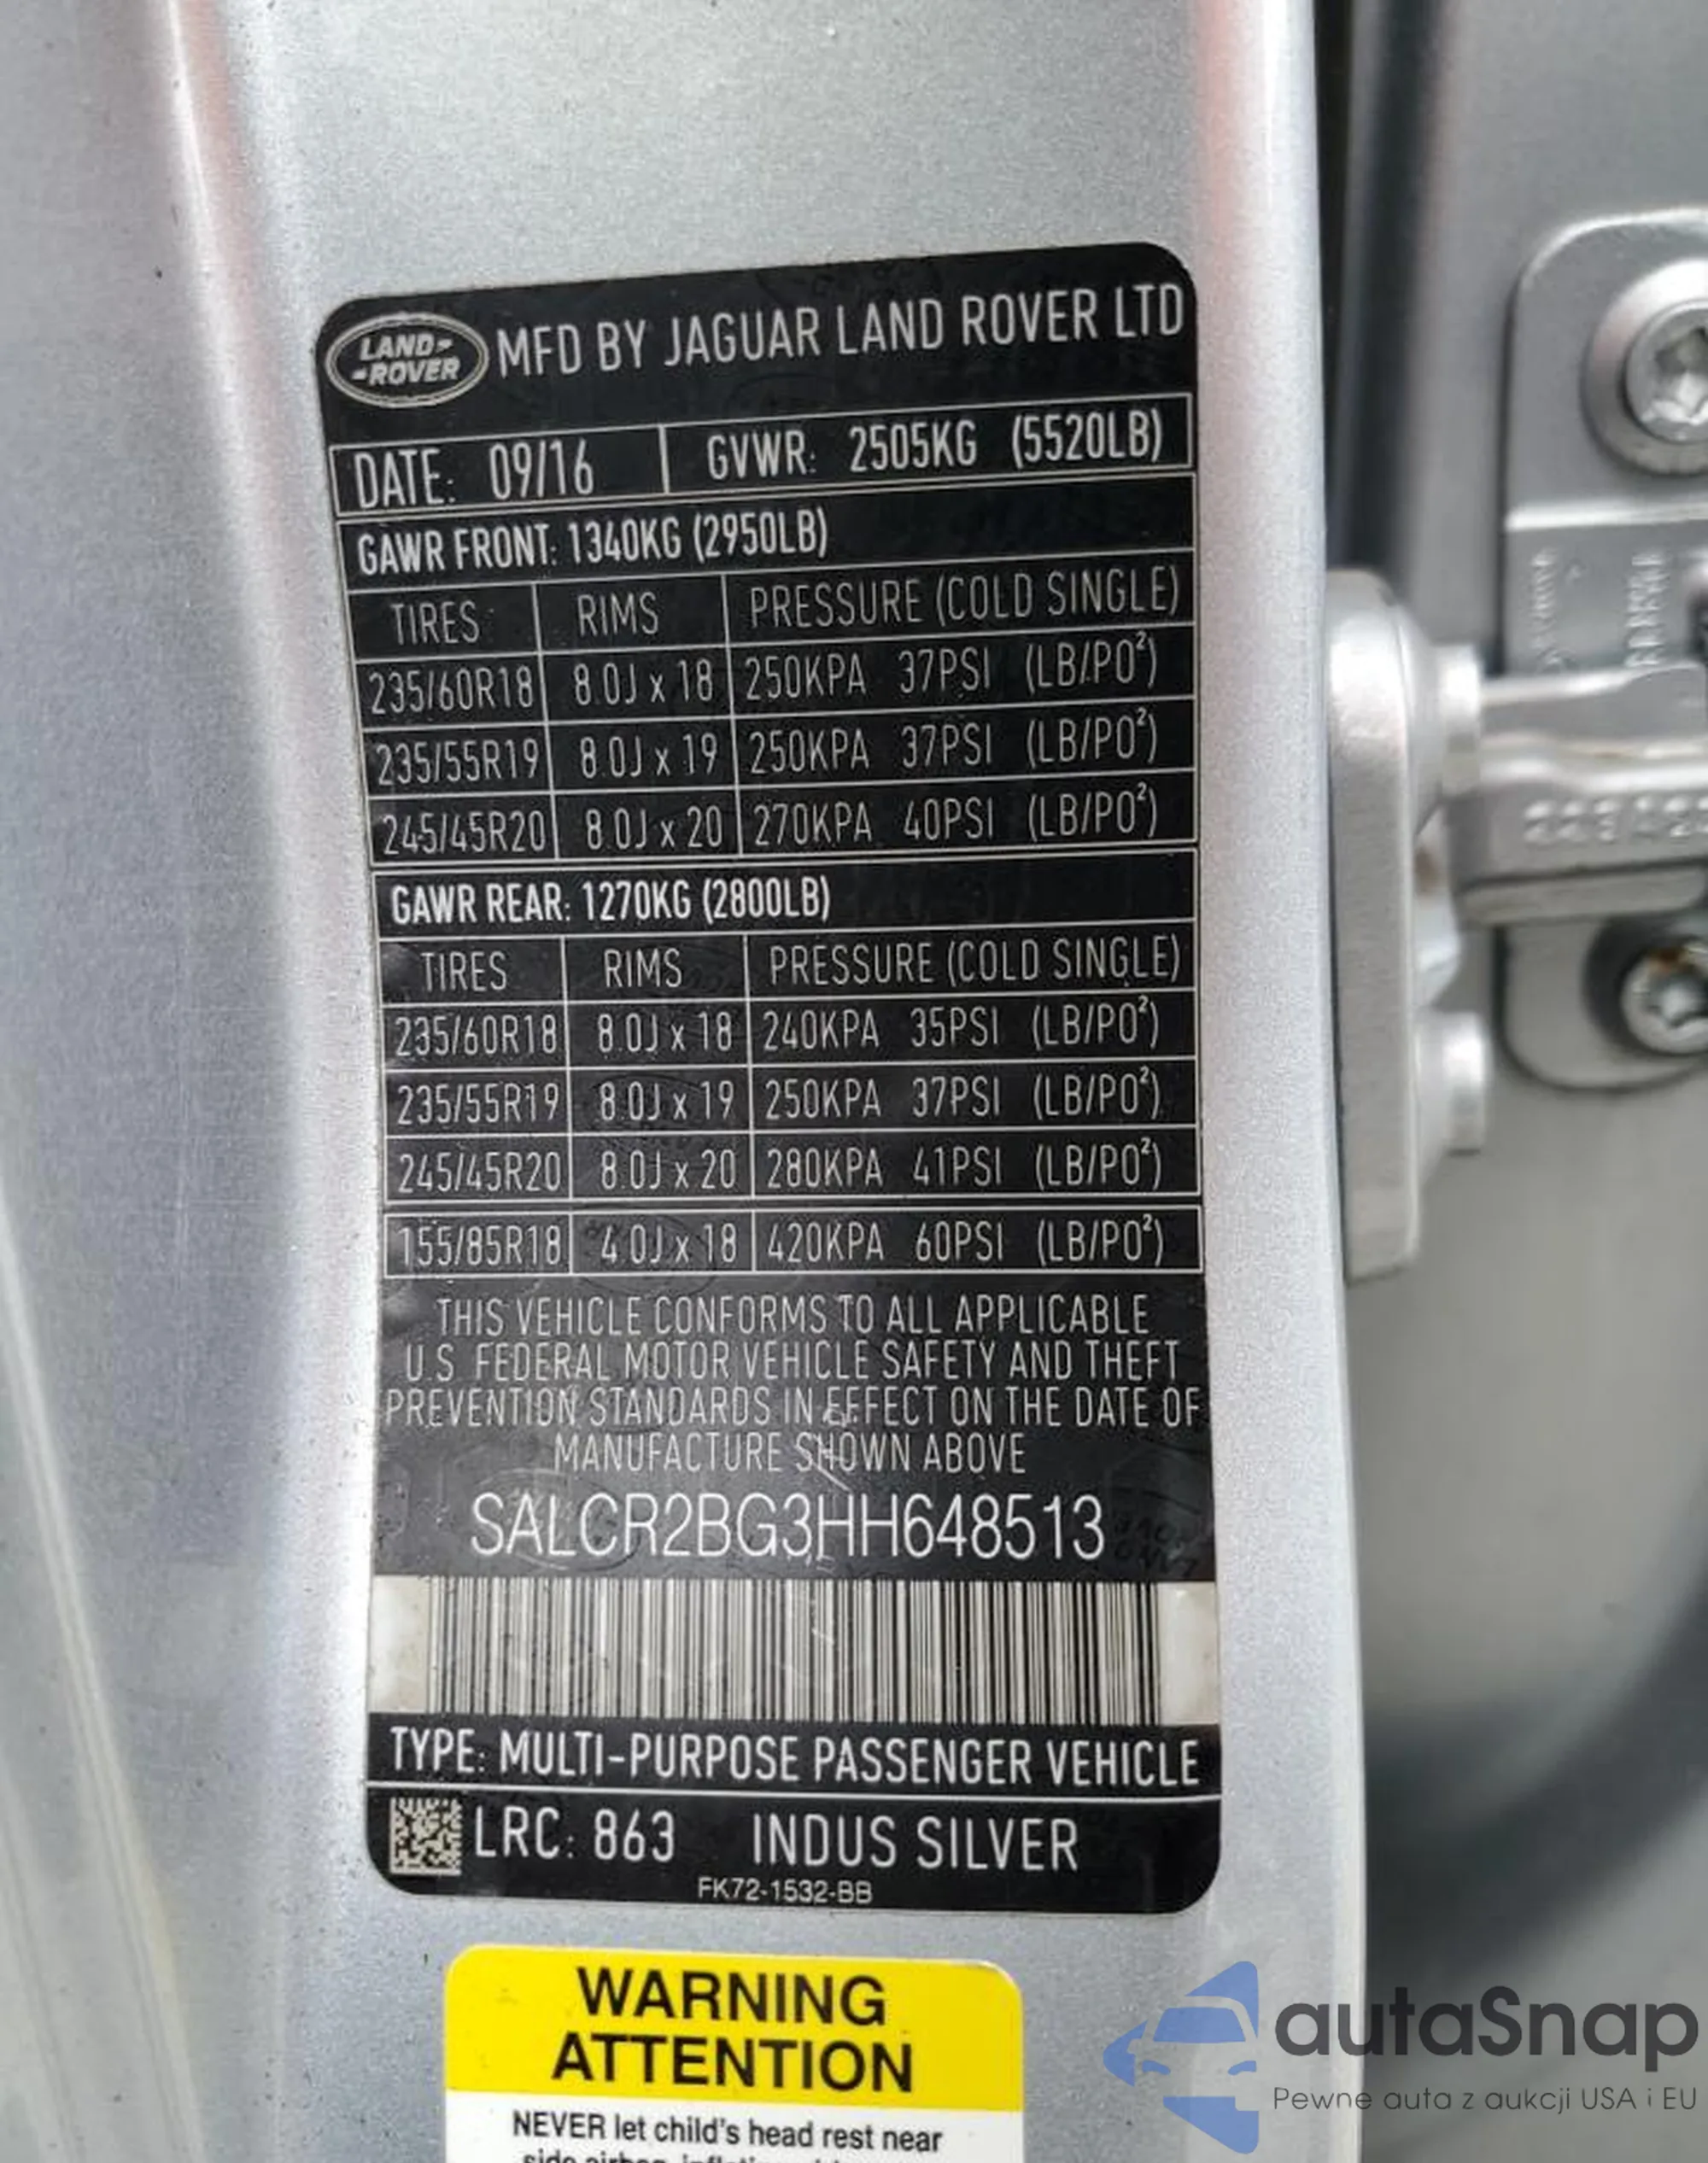 LAND-
-ROVER
MFD BY JAGUAR LAND ROVER LTD
DATE: 09/16 GVWR: 2505KG (5520LB)
GAWR FRONT: 1340KG (2950LB)
TIRES RIMS PRESSURE (COLD SINGLE)
235/60R18 8.0J x 18 250KPA 37PSI (LB/PO²)
235/55R19 8.0J x 19 250KPA 37PSI (LB/PO²)
245/45R20 8.0J x 20 270KPA 40PSI (LB/PO²)
GAWR REAR: 1270KG (2800LB)
TIRES RIMS PRESSURE (COLD SINGLE)
235/60R18 8.0J x 18 240KPA 35PSI (LB/PO²)
235/55R19 8.0J x 19 250KPA 37PSI (LB/PO²)
245/45R20 8.0J x 20 280KPA 41PSI (LB/PO²)
155/85R18 4.0J x 18 420KPA 60PSI (LB/PO²)
THIS VEHICLE CONFORMS TO ALL APPLICABLE
U.S FEDERAL MOTOR VEHICLE SAFETY AND THEFT
PREVENTION STANDARDS IN EFFECT ON THE DATE OF
MANUFACTURE SHOWN ABOVE
SALCR2BG3HH648513
TYPE: MULTI-PURPOSE PASSENGER VEHICLE
LRC: 863 INDUS SILVER
FK72-1532-BB
WARNING
ATTENTION
NEVER let child's head rest near
autaSnap
Pewne auta z aukcji USA i EU